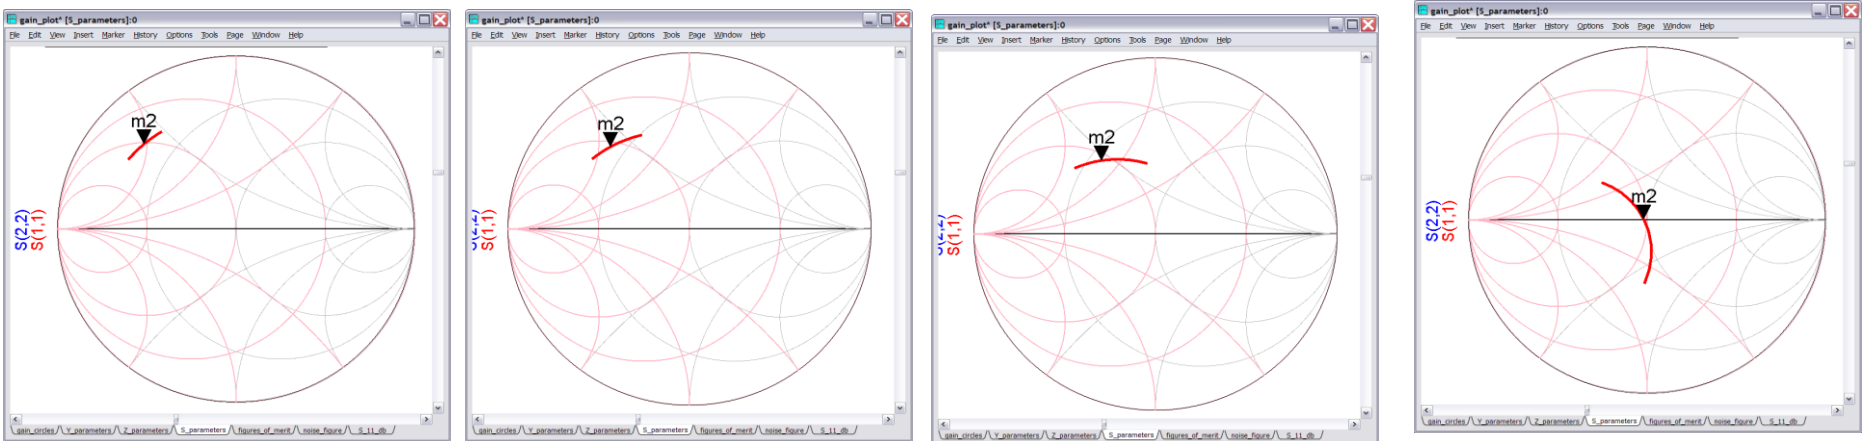 gain_plot* [S_parameters]:0
File Edit View Insert Marker History Options Tools Page Window Help
m2
S(2,2)
S(1,1)
gain_circles Y_parameters Z_parameters S_parameters figures_of_merit noise_figure S_11_db
gain_plot* [S_parameters]:0
File Edit View Insert Marker History Options Tools Page Window Help
m2
S(2,2)
S(1,1)
gain_circles Y_parameters Z_parameters S_parameters figures_of_merit noise_figure S_11_db
gain_plot* [S_parameters]:0
File Edit View Insert Marker History Options Tools Page Window Help
m2
S(2,2)
S(1,1)
gain_circles Y_parameters Z_parameters S_parameters figures_of_merit noise_figure S_11_db
gain_plot* [S_parameters]:0
File Edit View Insert Marker History Options Tools Page Window Help
m2
S(2,2)
S(1,1)
gain_circles Y_parameters Z_parameters S_parameters figures_of_merit noise_figure S_11_db